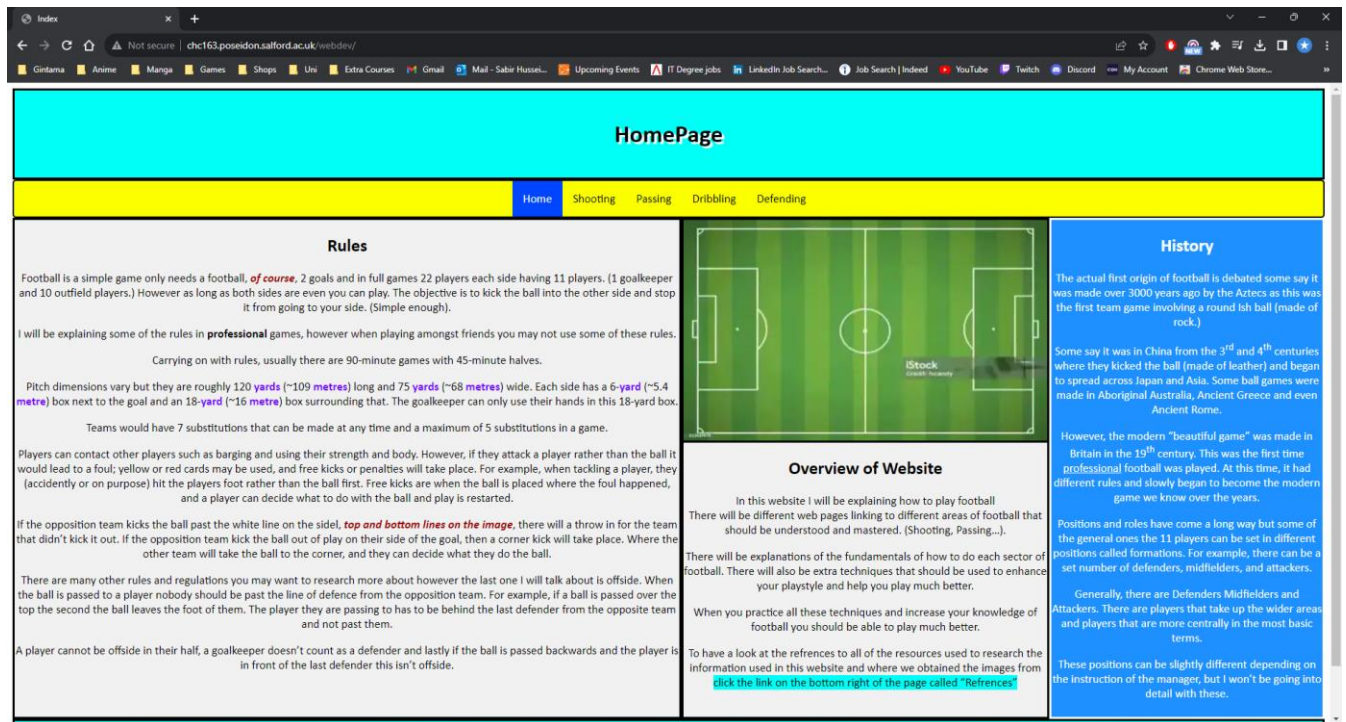 Index
Not secure
chc163.poseidon.salford.ac.uk/webdev/
NEW
Gintama
Anime
Manga
Games
Shops
Uni
Extra Courses
Gmail
Mail - Sabir Hussei...
Upcoming Events
IT Degree jobs
LinkedIn Job Search...
Job Search | Indeed
YouTube
Twitch
Discord
My Account
Chrome Web Store...
HomePage
Home
Shooting
Passing
Dribbling
Defending
Rules
Football is a simple game only needs a football, of course, 2 goals and in full games 22 players each side having 11 players. (1 goalkeeper
and 10 outfield players.) However as long as both sides are even you can play. The objective is to kick the ball into the other side and stop
it from going to your side. (Simple enough).
I will be explaining some of the rules in professional games, however when playing amongst friends you may not use some of these rules.
Carrying on with rules, usually there are 90-minute games with 45-minute halves.
Pitch dimensions vary but they are roughly 120 yards (~109 metres) long and 75 yards (~68 metres) wide. Each side has a 6-yard (~5.4
metre) box next to the goal and an 18-yard (~16 metre) box surrounding that. The goalkeeper can only use their hands in this 18-yard box.
Teams would have 7 substitutions that can be made at any time and a maximum of 5 substitutions in a game.
Players can contact other players such as barging and using their strength and body. However, if they attack a player rather than the ball it
would lead to a foul; yellow or red cards may be used, and free kicks or penalties will take place. For example, when tackling a player, they
(accidently or on purpose) hit the players foot rather than the ball first. Free kicks are when the ball is placed where the foul happened,
and a player can decide what to do with the ball and play is restarted.
If the opposition team kicks the ball past the white line on the sidel, top and bottom lines on the image, there will a throw in for the team
that didn't kick it out. If the opposition team kick the ball out of play on their side of the goal, then a corner kick will take place. Where the
other team will take the ball to the corner, and they can decide what they do the ball.
There are many other rules and regulations you may want to research more about however the last one I will talk about is offside. When
the ball is passed to a player nobody should be past the line of defence from the opposition team. For example, if a ball is passed over the
top the second the ball leaves the foot of them. The player they are passing to has to be behind the last defender from the opposite team
and not past them.
A player cannot be offside in their half, a goalkeeper doesn't count as a defender and lastly if the ball is passed backwards and the player is
in front of the last defender this isn't offside.
iStock
Overview of Website
In this website I will be explaining how to play football
There will be different web pages linking to different areas of football that
should be understood and mastered. (Shooting, Passing...).
There will be explanations of the fundamentals of how to do each sector of
football. There will also be extra techniques that should be used to enhance
your playstyle and help you play much better.
When you practice all these techniques and increase your knowledge of
football you should be able to play much better.
To have a look at the refrences to all of the resources used to research the
information used in this website and where we obtained the images from
click the link on the bottom right of the page called "Refrences"
History
The actual first origin of football is debated some say it
was made over 3000 years ago by the Aztecs as this was
the first team game involving a round Ish ball (made of
rock.)
Some say it was in China from the 3rd and 4th centuries
where they kicked the ball (made of leather) and began
to spread across Japan and Asia. Some ball games were
made in Aboriginal Australia, Ancient Greece and even
Ancient Rome.
However, the modern "beautiful game" was made in
Britain in the 19th century. This was the first time
professional football was played. At this time, it had
different rules and slowly began to become the modern
game we know over the years.
Positions and roles have come a long way but some of
the general ones the 11 players can be set in different
positions called formations. For example, there can be a
set number of defenders, midfielders, and attackers.
Generally, there are Defenders Midfielders and
Attackers. There are players that take up the wider areas
and players that are more centrally in the most basic
terms.
These positions can be slightly different depending on
the instruction of the manager, but I won't be going into
detail with these.